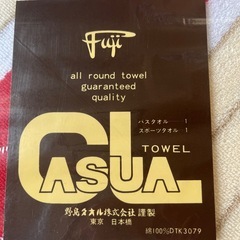 Fuji
all round towel
guaranteed
quality
バスタオル 1
スポーツタオル 1
CASUAL
TOWEL
野島タオル株式会社 謹製
東京 日本橋
綿100% DTK3079